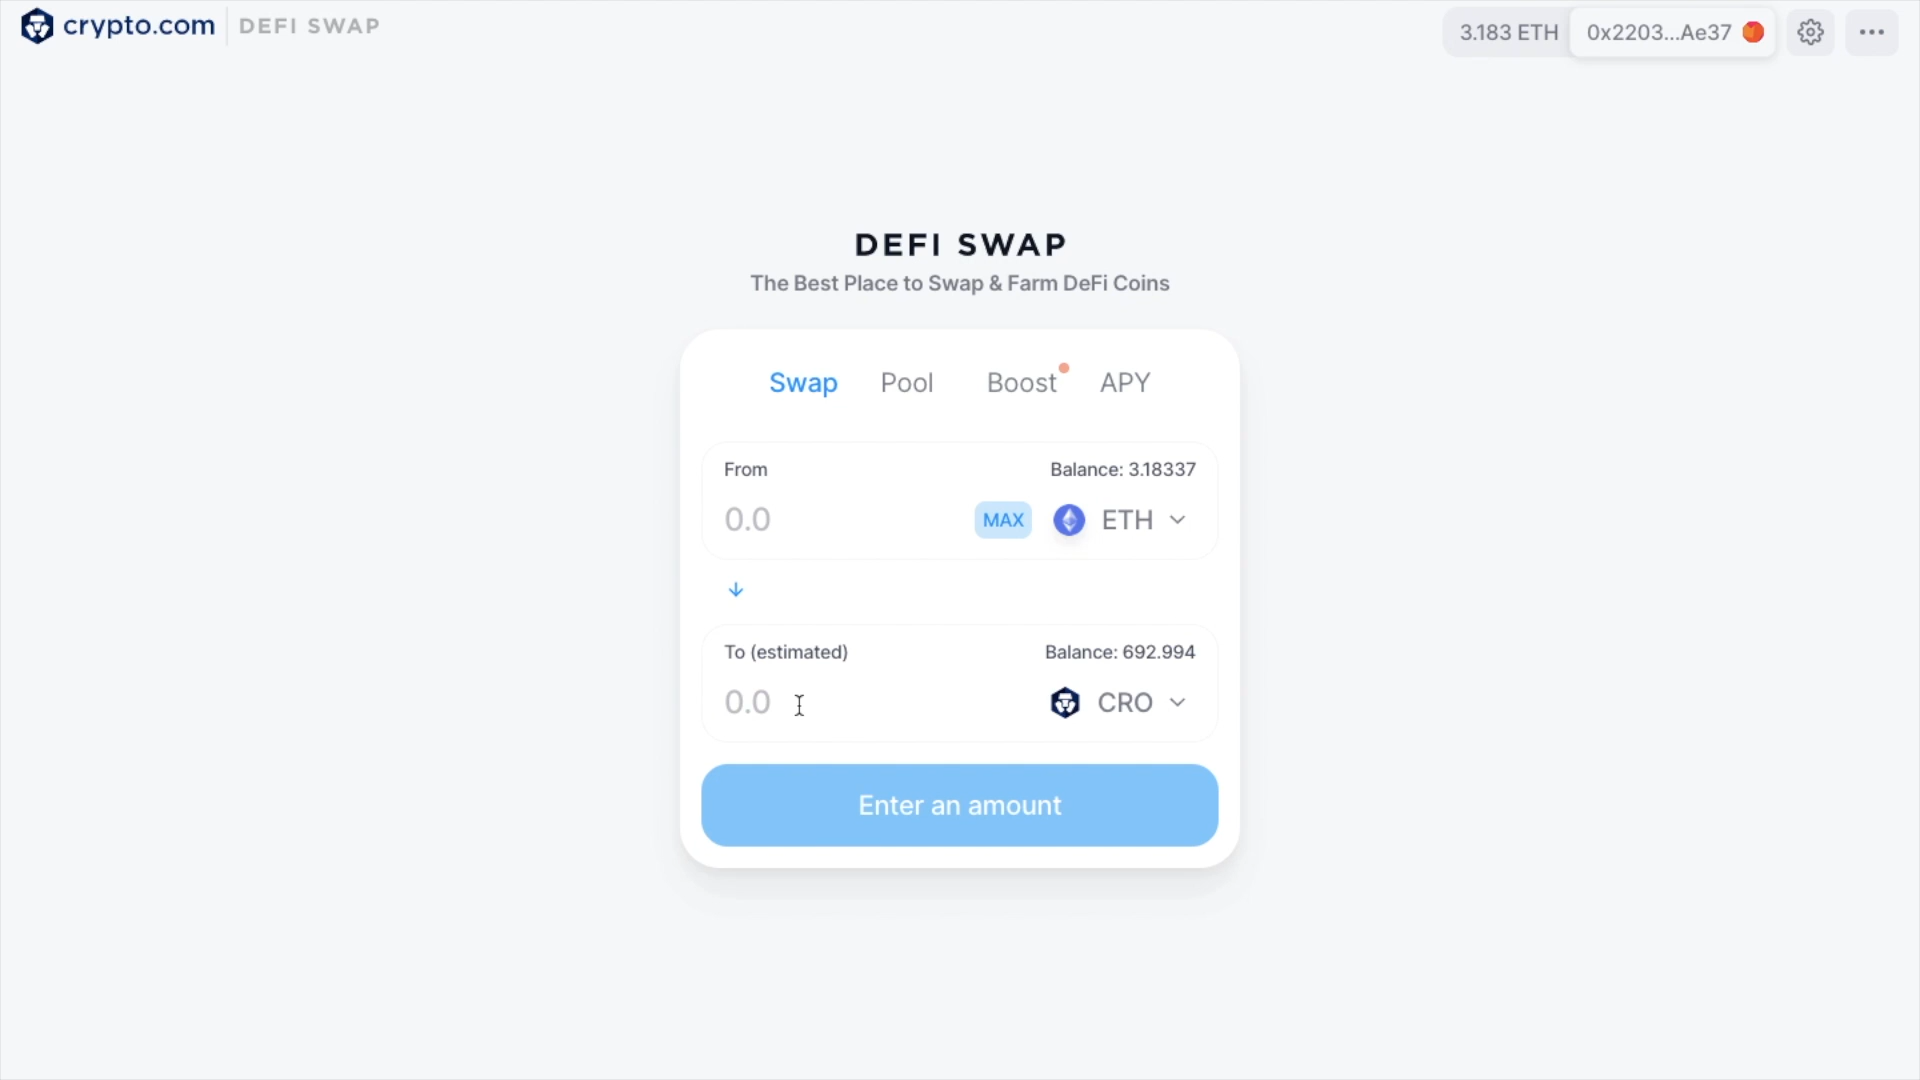 crypto.com DEFI SWAP
3.183 ETH 0x2203...Ae37
DEFI SWAP
The Best Place to Swap & Farm DeFi Coins
Swap Pool Boost APY
From Balance: 3.18337
0.0 MAX ETH
To (estimated) Balance: 692.994
0.0 CRO
Enter an amount